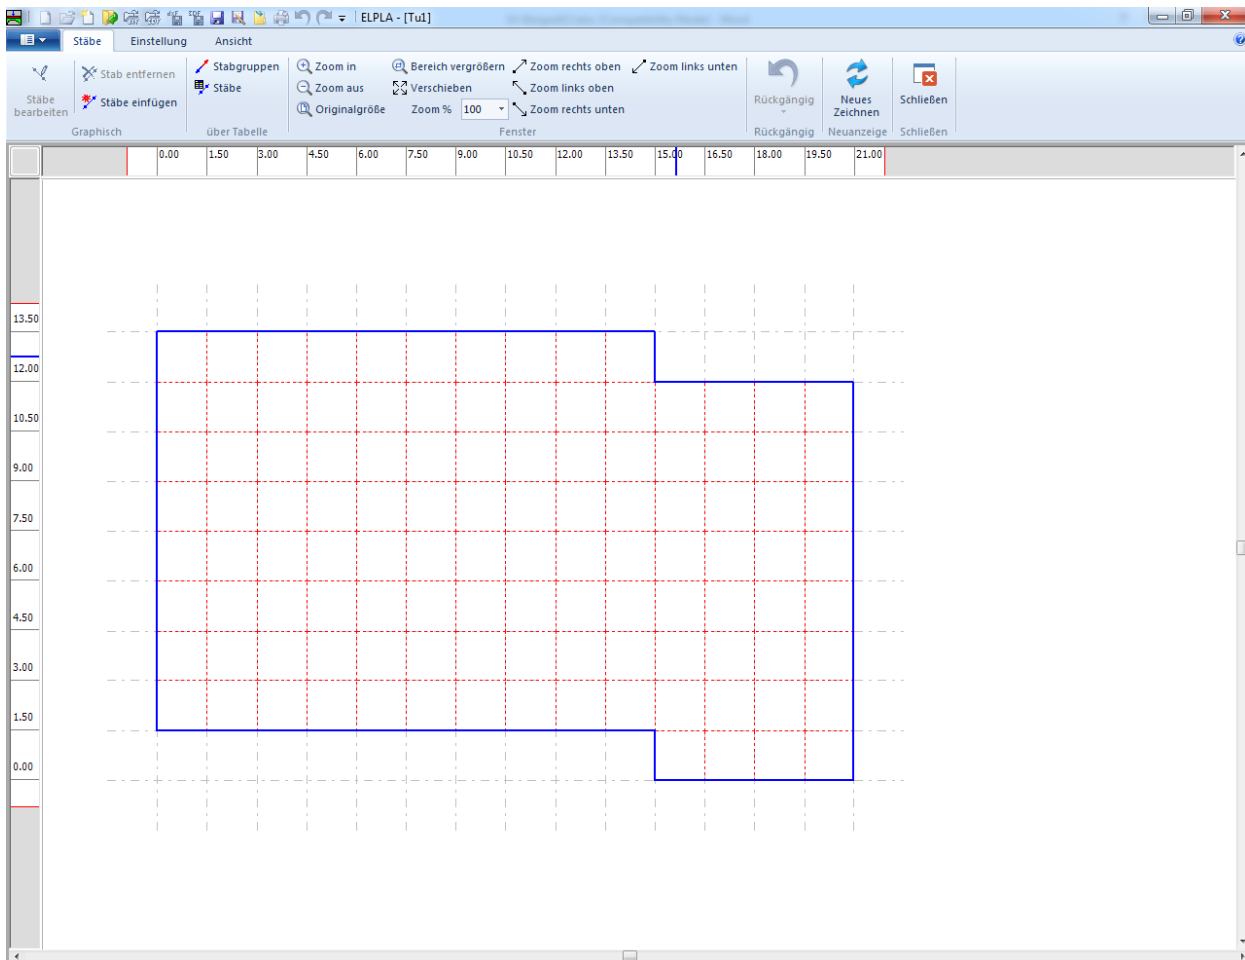 ELPLA - [Tu1]
Stäbe Einstellung Ansicht
Stab entfernen Stabgruppen Zoom in Bereich vergrößern Zoom rechts oben Zoom links unten
Stäbe bearbeiten Stäbe einfügen Stäbe Zoom aus Verschieben Zoom links oben Rückgängig Neues Zeichnen Schließen
Originalgröße Zoom % 100 Zoom rechts unten
Graphisch über Tabelle Fenster Rückgängig Neuanzeige Schließen
0.00 1.50 3.00 4.50 6.00 7.50 9.00 10.50 12.00 13.50 15.00 16.50 18.00 19.50 21.00
13.50
12.00
10.50
9.00
7.50
6.00
4.50
3.00
1.50
0.00